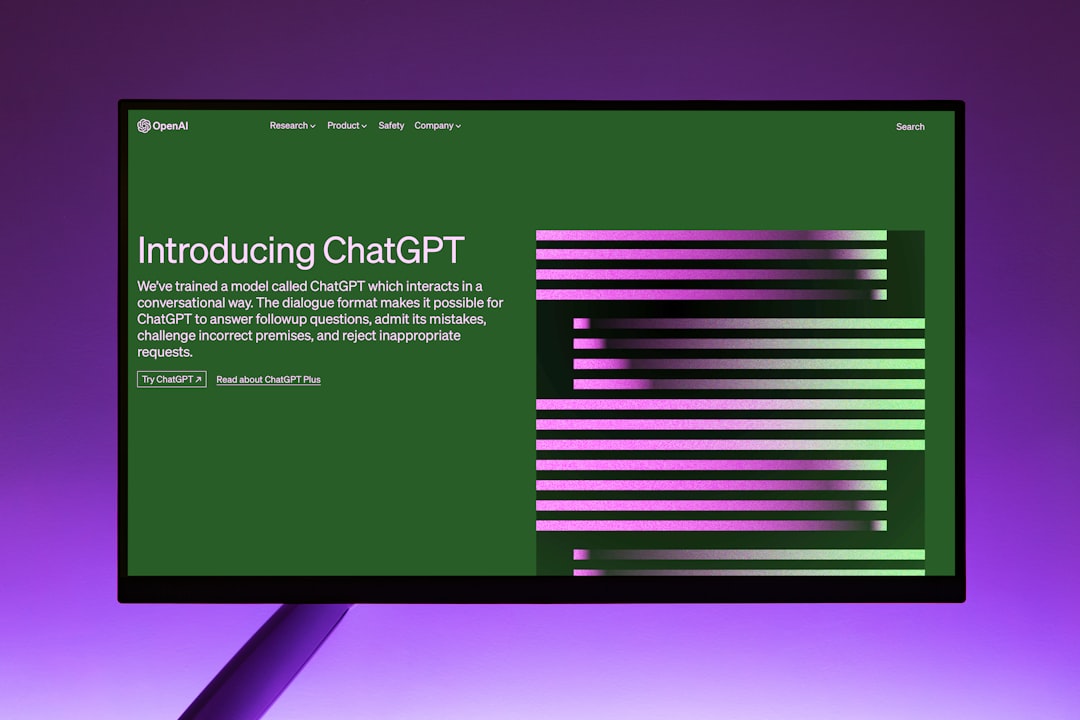 OpenAI
Research Product Safety Company
Search
Introducing ChatGPT
We've trained a model called ChatGPT which interacts in a
conversational way. The dialogue format makes it possible for
ChatGPT to answer followup questions, admit its mistakes,
challenge incorrect premises, and reject inappropriate
requests.
Try ChatGPT ↗ Read about ChatGPT Plus